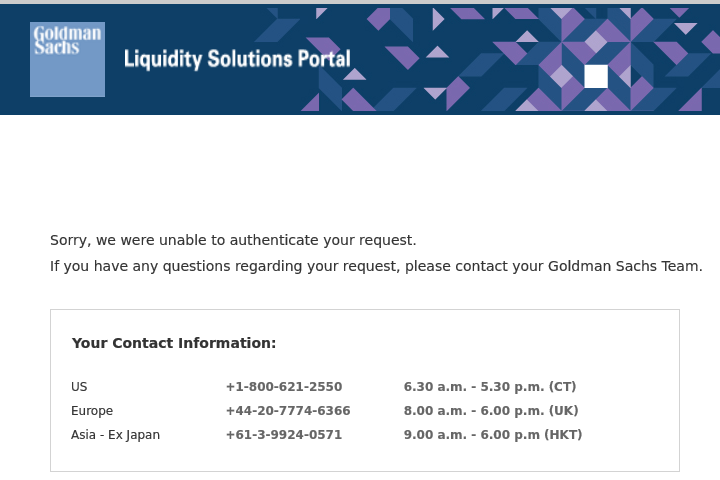 Goldman
Sachs
Liquidity Solutions Portal
Sorry, we were unable to authenticate your request.
If you have any questions regarding your request, please contact your Goldman Sachs Team.
Your Contact Information:
US +1-800-621-2550 6.30 a.m. - 5.30 p.m. (CT)
Europe +44-20-7774-6366 8.00 a.m. - 6.00 p.m. (UK)
Asia - Ex Japan +61-3-9924-0571 9.00 a.m. - 6.00 p.m (HKT)